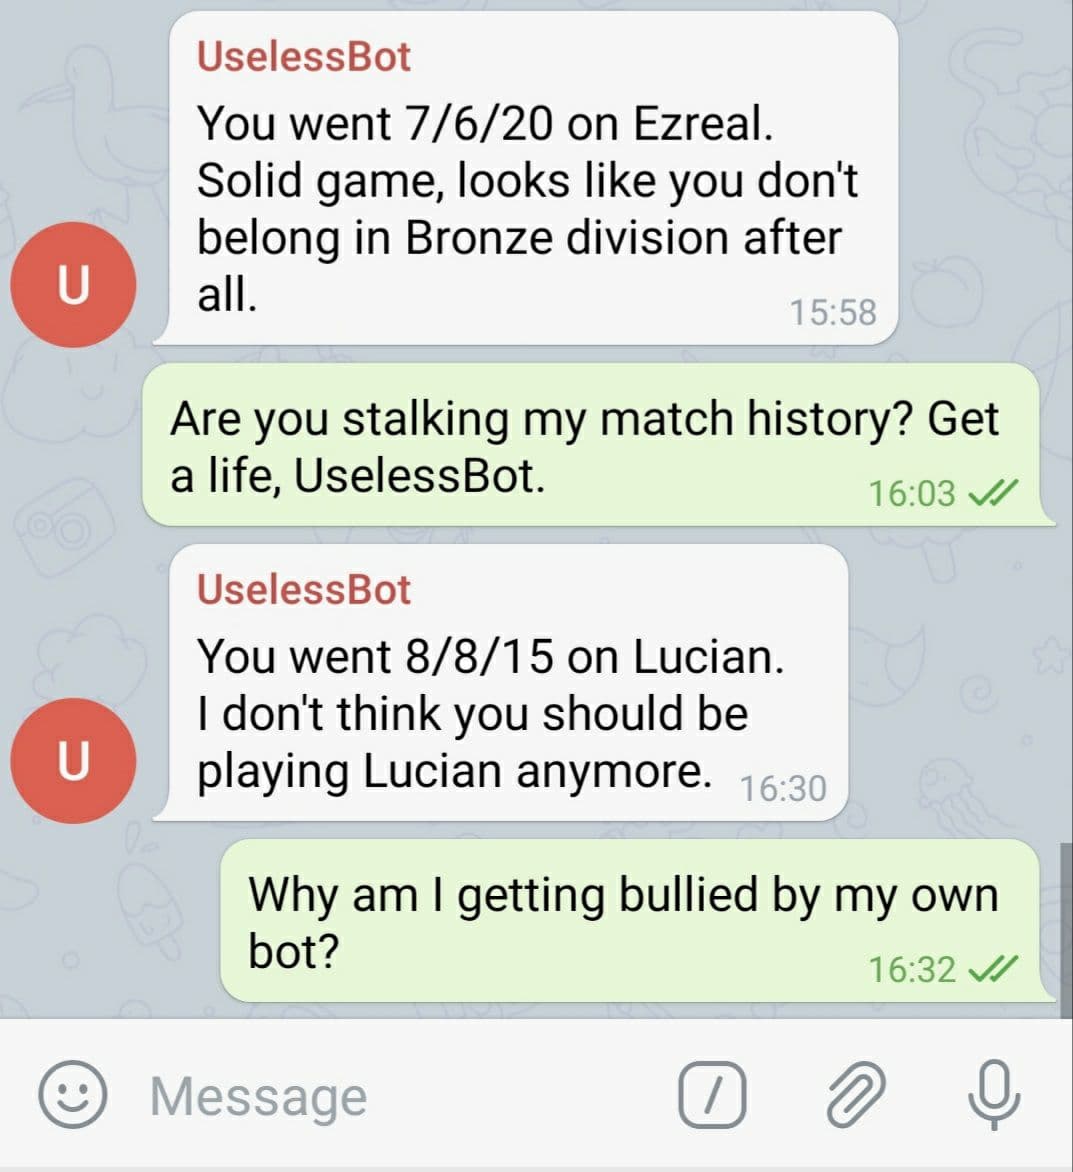 UselessBot
You went 7/6/20 on Ezreal.
Solid game, looks like you don't
belong in Bronze division after
all.
15:58
U
Are you stalking my match history? Get
a life, UselessBot.
16:03
UselessBot
You went 8/8/15 on Lucian.
I don't think you should be
playing Lucian anymore.
16:30
U
Why am I getting bullied by my own
bot?
16:32
Message
/